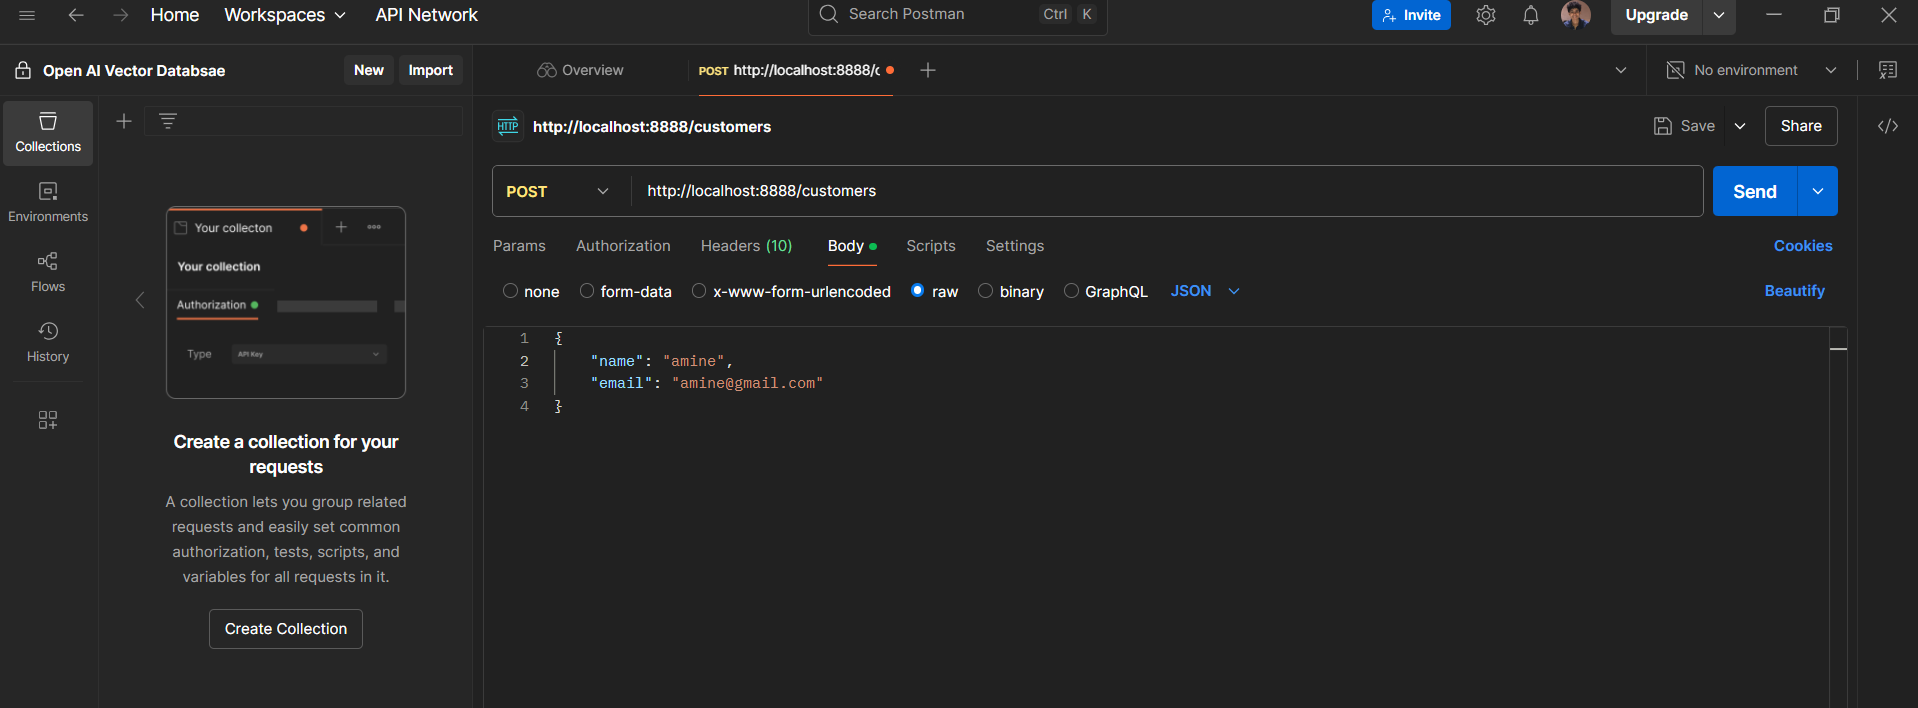 Home Workspaces API Network Search Postman Ctrl K Invite Upgrade
Open AI Vector Databsae New Import Overview POST http://localhost:8888/c No environment
Collections
Environments
Flows
History
Your collecton
Your collection
Authorization
Type API Key
Create a collection for your
requests
A collection lets you group related
requests and easily set common
authorization, tests, scripts, and
variables for all requests in it.
Create Collection
HTTP http://localhost:8888/customers Save Share
POST http://localhost:8888/customers Send
Params Authorization Headers (10) Body Scripts Settings Cookies
none form-data x-www-form-urlencoded raw binary GraphQL JSON Beautify
1 {
2 "name": "amine",
3 "email": "amine@gmail.com"
4 }